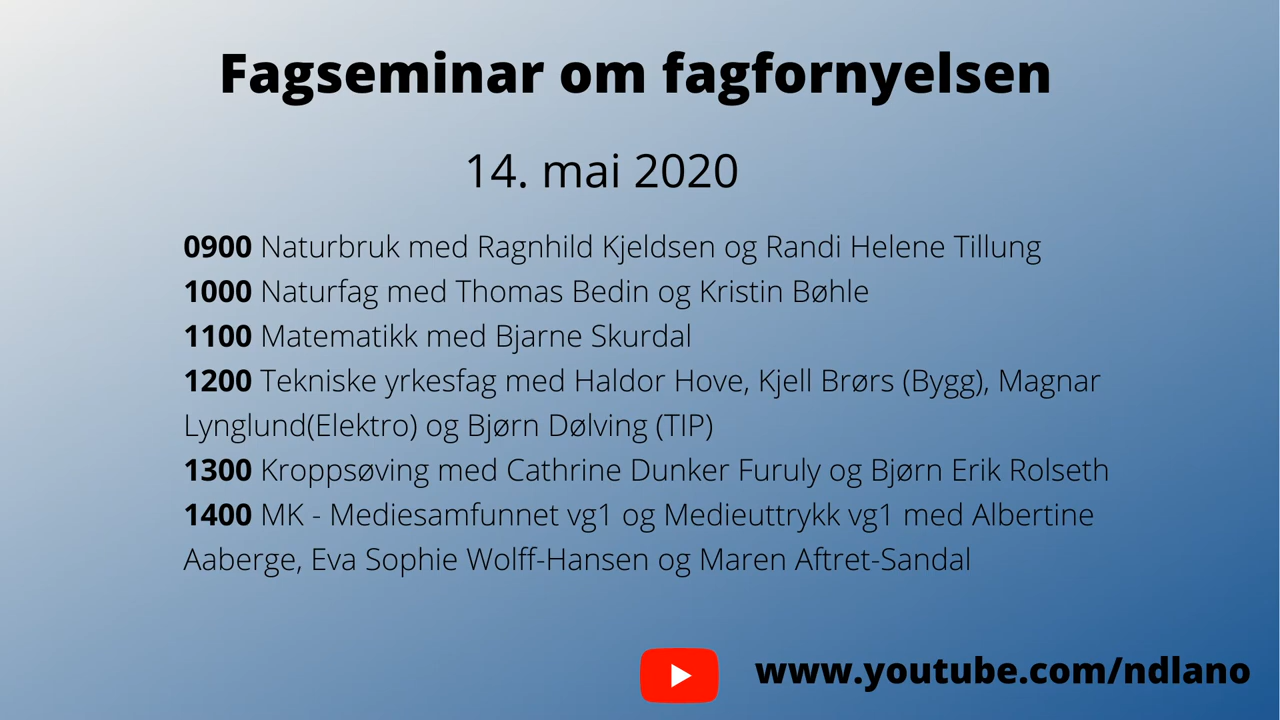 Fagseminar om fagfornyelsen
14. mai 2020
0900 Naturbruk med Ragnhild Kjeldsen og Randi Helene Tillung
1000 Naturfag med Thomas Bedin og Kristin Bøhle
1100 Matematikk med Bjarne Skurdal
1200 Tekniske yrkesfag med Haldor Hove, Kjell Brørs (Bygg), Magnar
Lynglund(Elektro) og Bjørn Dølving (TIP)
1300 Kroppsøving med Cathrine Dunker Furuly og Bjørn Erik Rolseth
1400 MK - Mediesamfunnet vg1 og Medieuttrykk vg1 med Albertine
Aaberge, Eva Sophie Wolff-Hansen og Maren Aftret-Sandal
www.youtube.com/ndlano